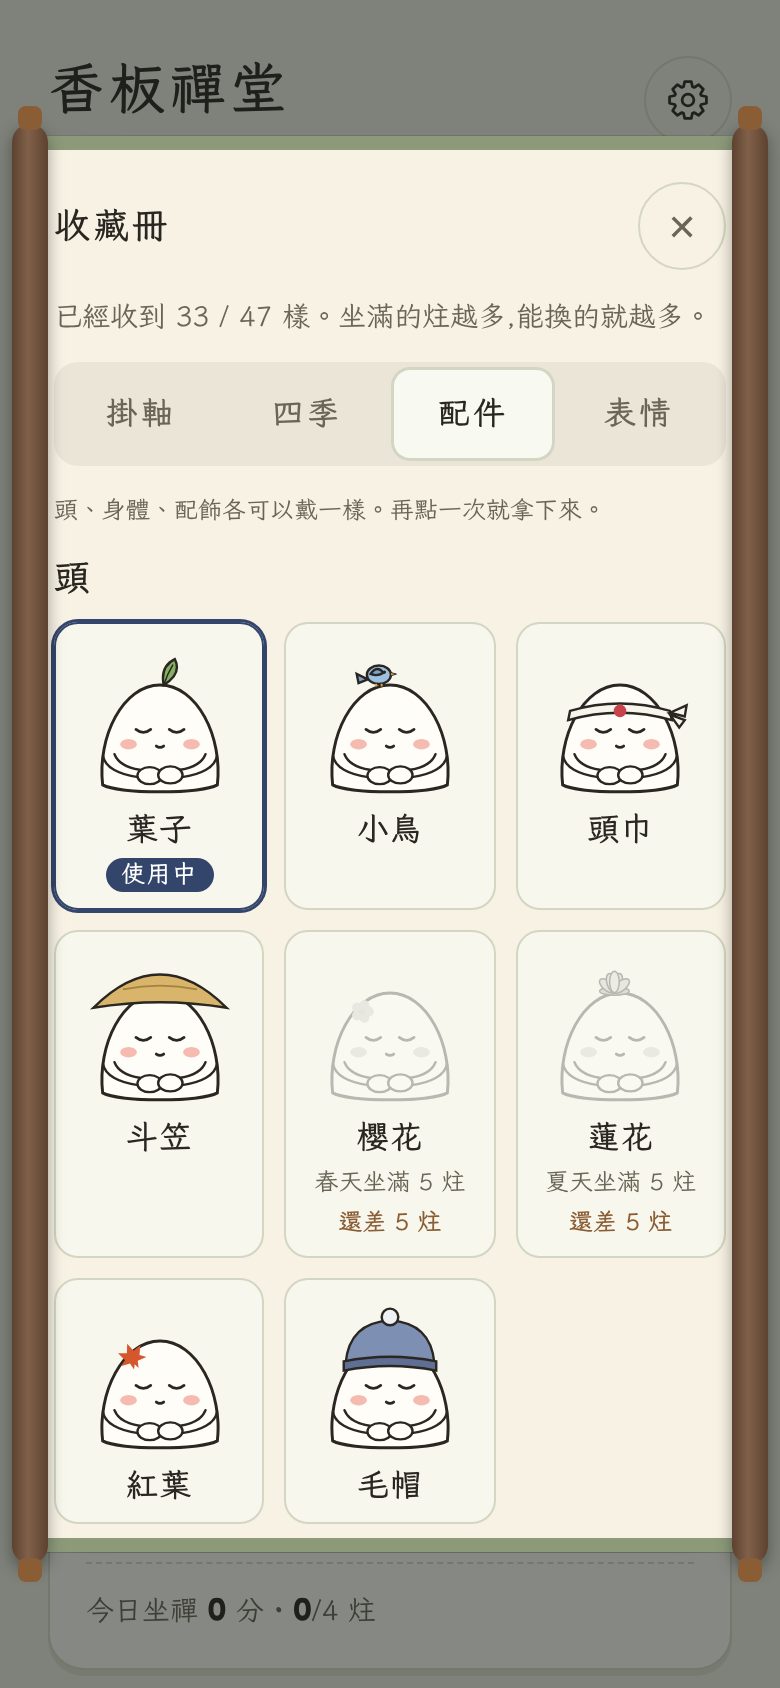 香板禪堂
收藏冊
已經收到 33 / 47 樣。坐滿的炷越多,能換的就越多。
掛軸 四季 配件 表情
頭、身體、配飾各可以戴一樣。再點一次就拿下來。
頭
葉子 小鳥 頭巾
使用中
斗笠 櫻花 蓮花
春天坐滿 5 炷 夏天坐滿 5 炷
還差 5 炷 還差 5 炷
紅葉 毛帽
今日坐禪 0 分・0/4 炷